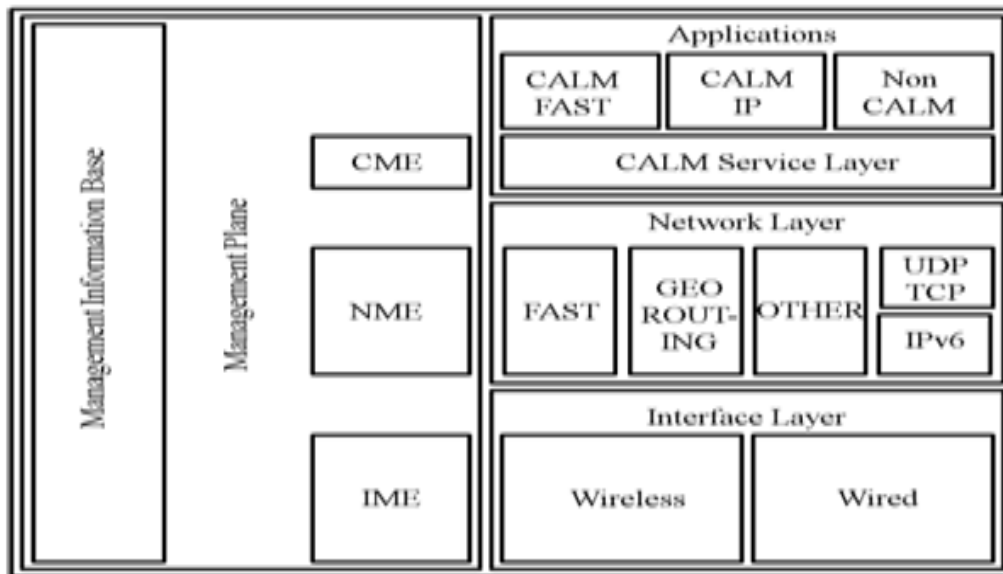 Management Information Base
Management Plane
CME
NME
IME
Applications
CALM
FAST
CALM
IP
Non
CALM
CALM Service Layer
Network Layer
FAST
GEO
ROUT-
ING
OTHER
UDP
TCP
IPv6
Interface Layer
Wireless
Wired